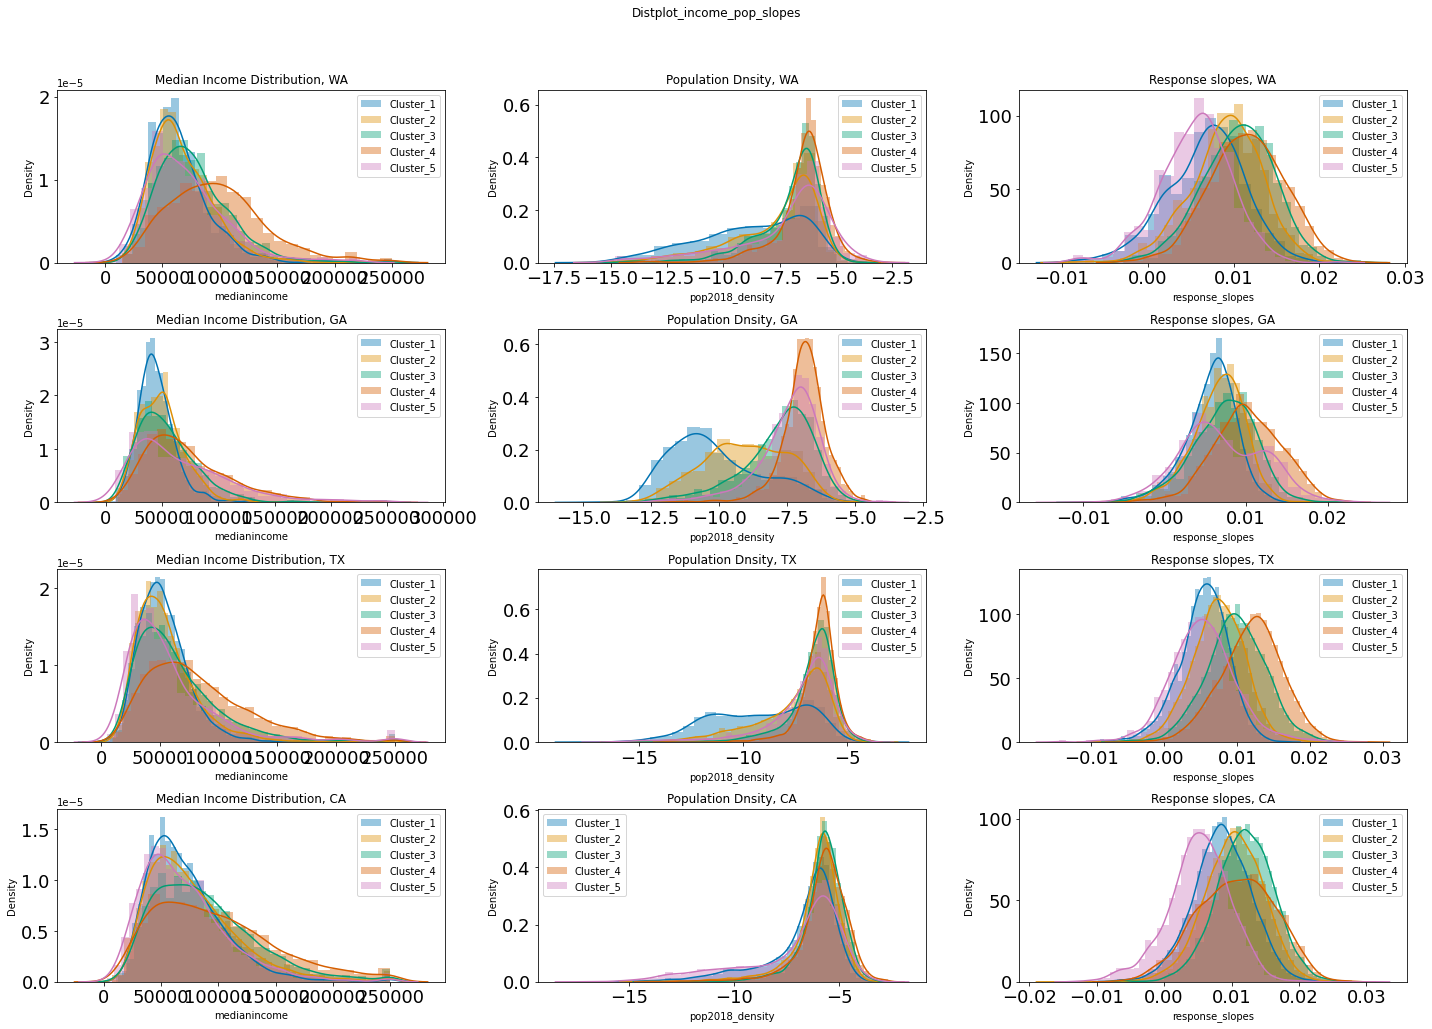 Distplot_income_pop_slopes
Median Income Distribution, WA
1e−5
Density
2
1
0
0 50000 100000 150000 200000 250000
medianincome
Cluster_1
Cluster_2
Cluster_3
Cluster_4
Cluster_5
Population Dnsity, WA
Density
0.6
0.4
0.2
0.0
−17.5 −15.0 −12.5 −10.0 −7.5 −5.0 −2.5
pop2018_density
Cluster_1
Cluster_2
Cluster_3
Cluster_4
Cluster_5
Response slopes, WA
Density
100
50
0
−0.01 0.00 0.01 0.02 0.03
response_slopes
Cluster_1
Cluster_2
Cluster_3
Cluster_4
Cluster_5
Median Income Distribution, GA
1e−5
Density
3
2
1
0
0 50000 100000 150000 200000 250000 300000
medianincome
Cluster_1
Cluster_2
Cluster_3
Cluster_4
Cluster_5
Population Dnsity, GA
Density
0.6
0.4
0.2
0.0
−15.0 −12.5 −10.0 −7.5 −5.0 −2.5
pop2018_density
Cluster_1
Cluster_2
Cluster_3
Cluster_4
Cluster_5
Response slopes, GA
Density
150
100
50
0
−0.01 0.00 0.01 0.02
response_slopes
Cluster_1
Cluster_2
Cluster_3
Cluster_4
Cluster_5
Median Income Distribution, TX
1e−5
Density
2
1
0
0 50000 100000 150000 200000 250000
medianincome
Cluster_1
Cluster_2
Cluster_3
Cluster_4
Cluster_5
Population Dnsity, TX
Density
0.6
0.4
0.2
0.0
−15 −10 −5
pop2018_density
Cluster_1
Cluster_2
Cluster_3
Cluster_4
Cluster_5
Response slopes, TX
Density
100
50
0
−0.01 0.00 0.01 0.02 0.03
response_slopes
Cluster_1
Cluster_2
Cluster_3
Cluster_4
Cluster_5
Median Income Distribution, CA
1e−5
Density
1.5
1.0
0.5
0.0
0 50000 100000 150000 200000 250000
medianincome
Cluster_1
Cluster_2
Cluster_3
Cluster_4
Cluster_5
Population Dnsity, CA
Density
0.6
0.4
0.2
0.0
−15 −10 −5
pop2018_density
Cluster_1
Cluster_2
Cluster_3
Cluster_4
Cluster_5
Response slopes, CA
Density
100
50
0
−0.02 −0.01 0.00 0.01 0.02 0.03
response_slopes
Cluster_1
Cluster_2
Cluster_3
Cluster_4
Cluster_5